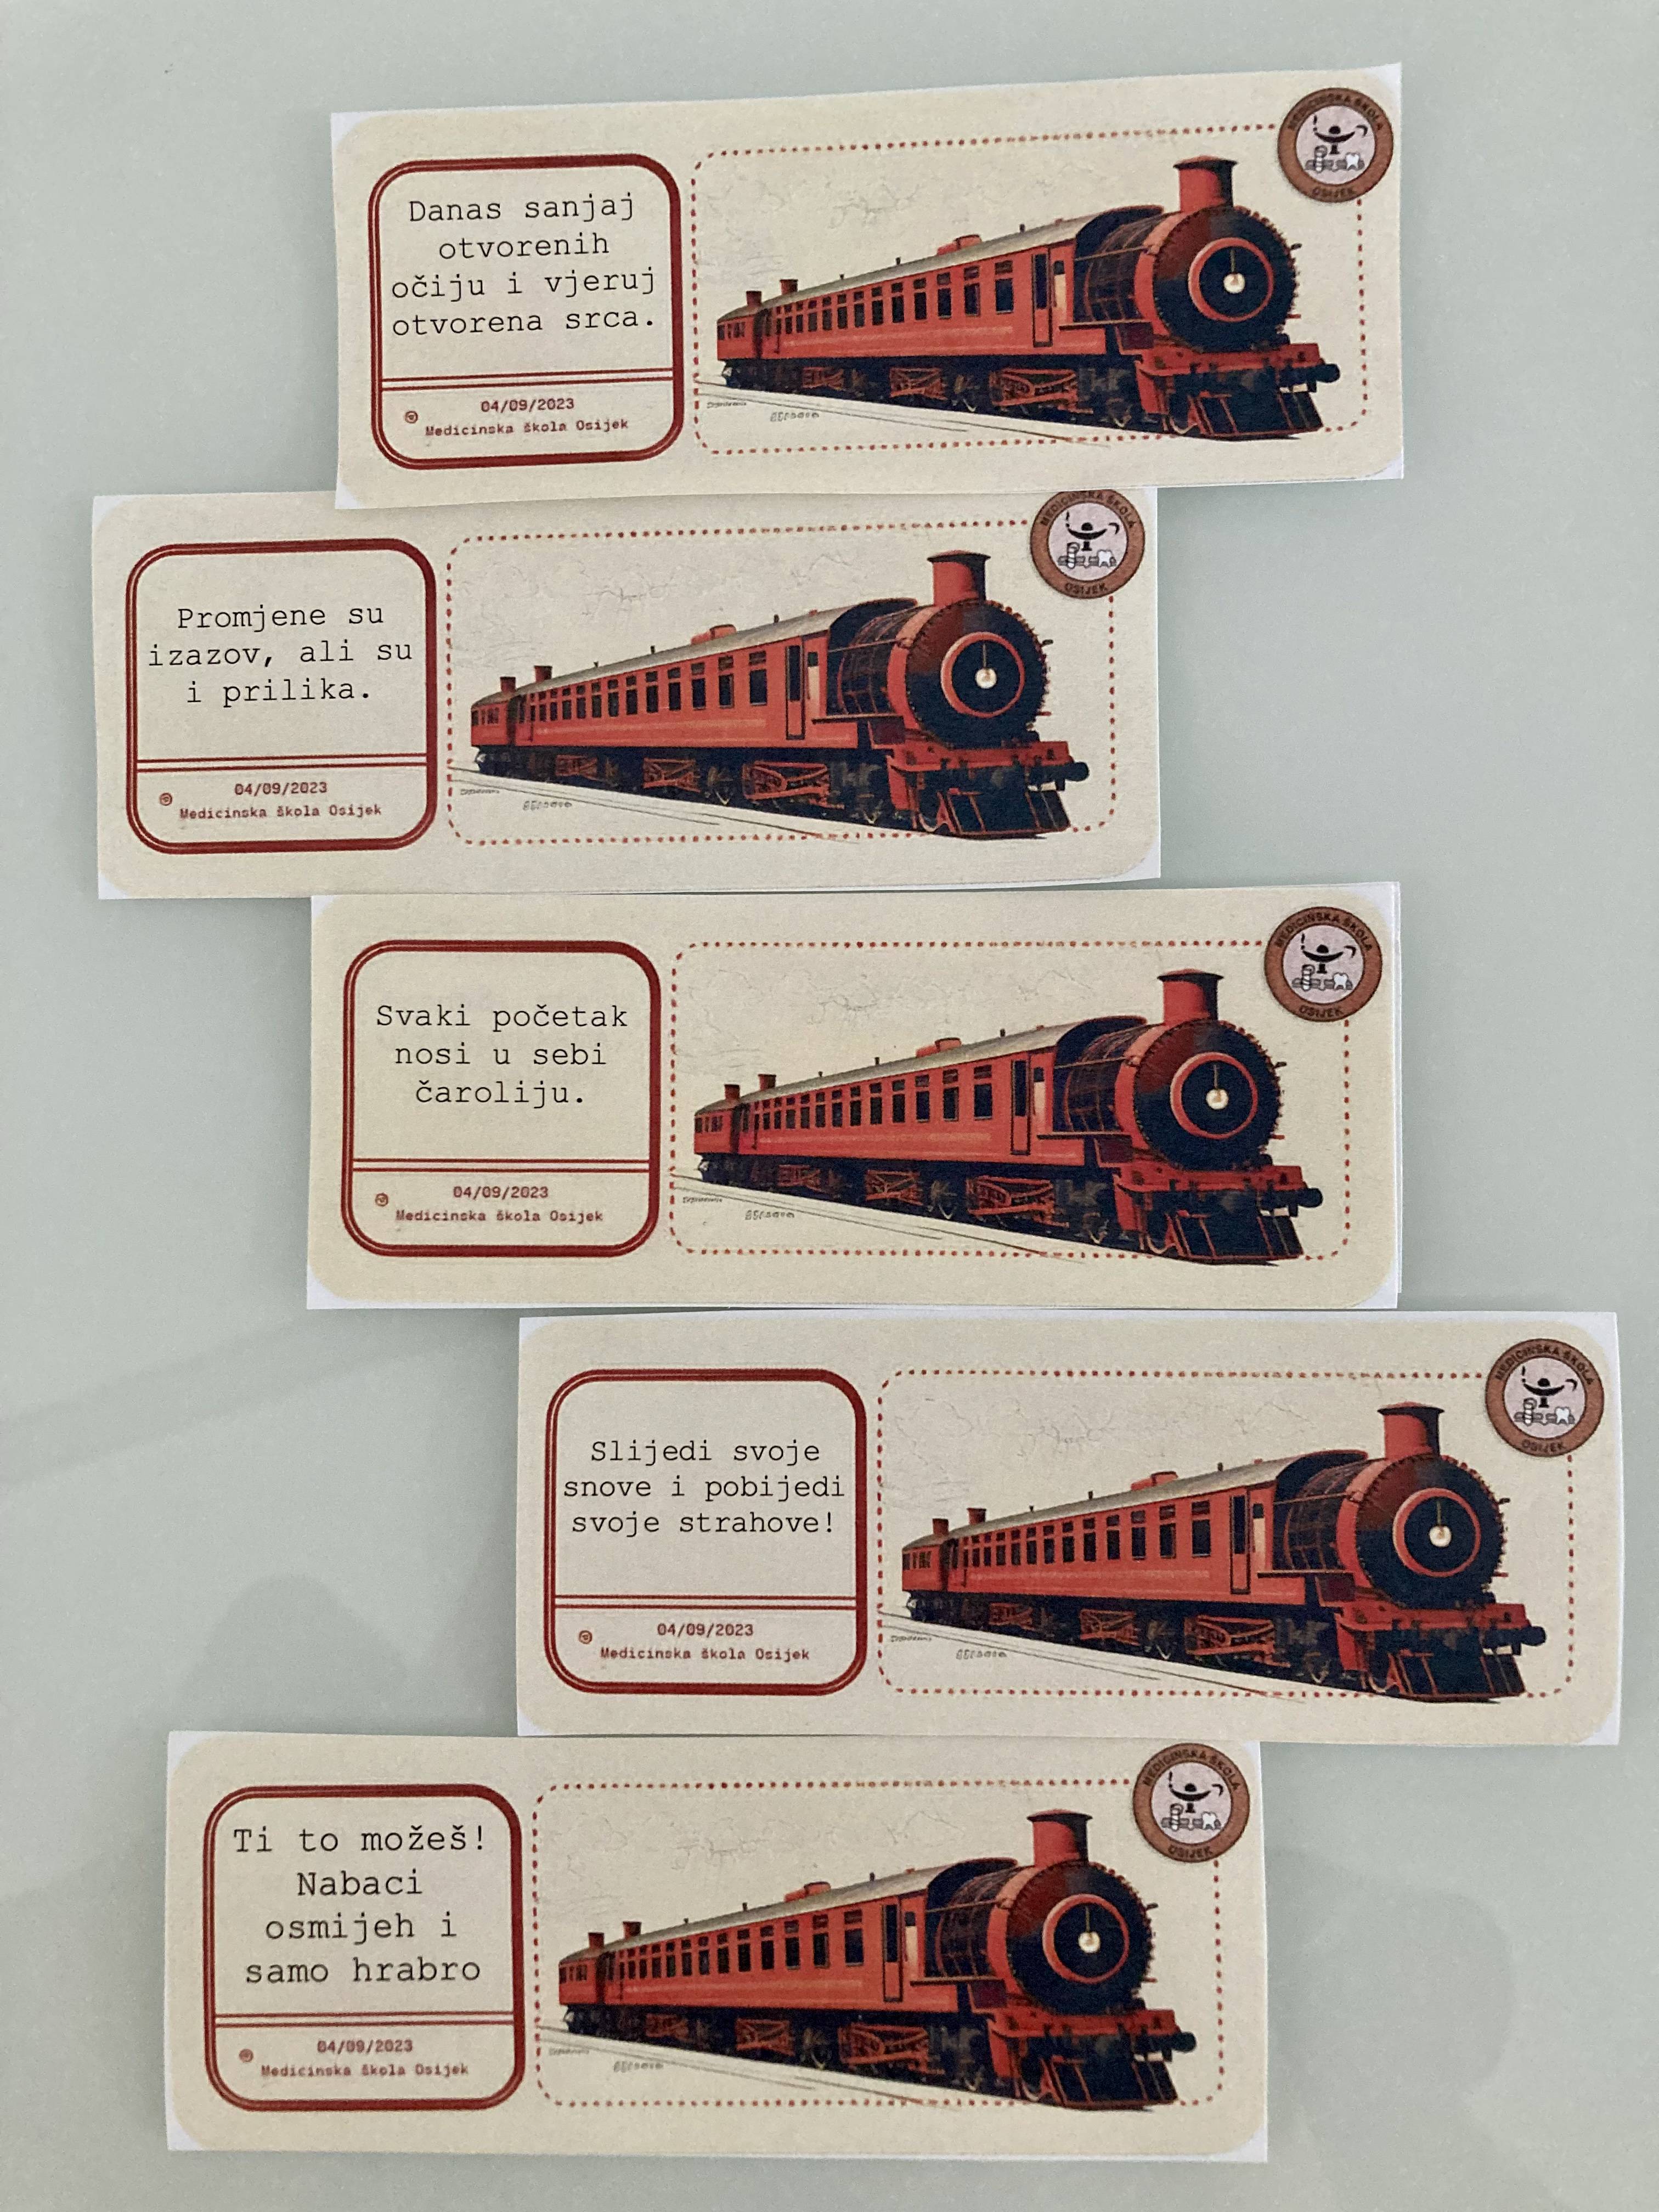 MEDICINSKA ŠKOLA
OSIJEK
Danas sanjaj
otvorenih
očiju i vjeruj
otvorena srca.
04/09/2023
Medicinska škola Osijek
MEDICINSKA ŠKOLA
OSIJEK
Promjene su
izazov, ali su
i prilika.
04/09/2023
Medicinska škola Osijek
MEDICINSKA ŠKOLA
OSIJEK
Svaki početak
nosi u sebi
čaroliju.
04/09/2023
Medicinska škola Osijek
MEDICINSKA ŠKOLA
OSIJEK
Slijedi svoje
snove i pobijedi
svoje strahove!
04/09/2023
Medicinska škola Osijek
MEDICINSKA ŠKOLA
OSIJEK
Ti to možeš!
Nabaci
osmijeh i
samo hrabro
04/09/2023
Medicinska škola Osijek